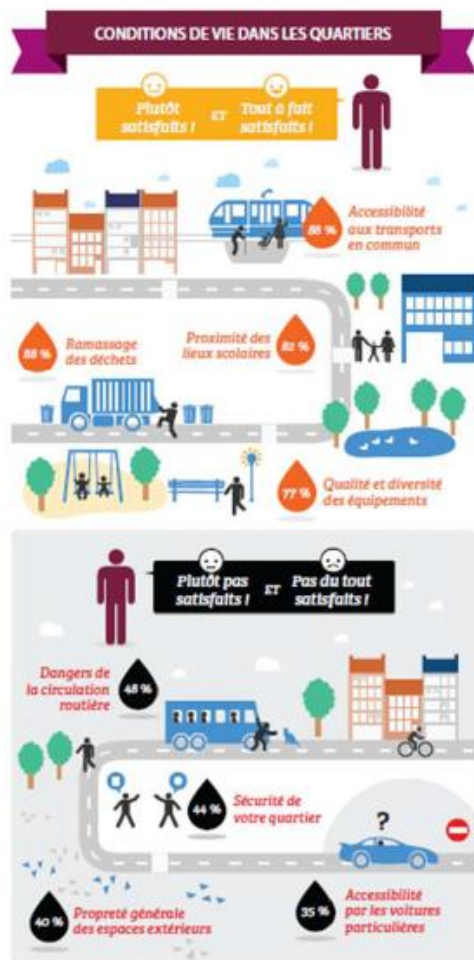 CONDITIONS DE VIE DANS LES QUARTIERS
Plutôt
satisfaits !
ET
Tout à fait
satisfaits !
88 %
Accessibilité
aux transports
en commun
88 %
Ramassage
des déchets
Proximité des
lieux scolaires
82 %
77 %
Qualité et diversité
des équipements
Plutôt pas
satisfaits !
ET
Pas du tout
satisfaits !
Dangers de
la circulation
routière
48 %
44 %
Sécurité de
votre quartier
?
40 %
Propreté générale
des espaces extérieurs
35 %
Accessibilité
par les voitures
particulières